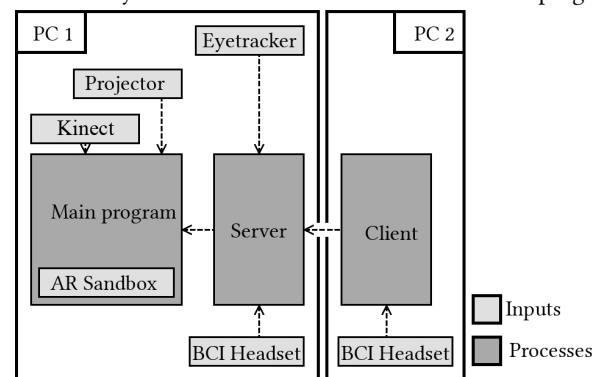 PC 1
PC 2
Eyetracker
Projector
Kinect
Main program
Server
Client
AR Sandbox
Inputs
BCI Headset
BCI Headset
Processes